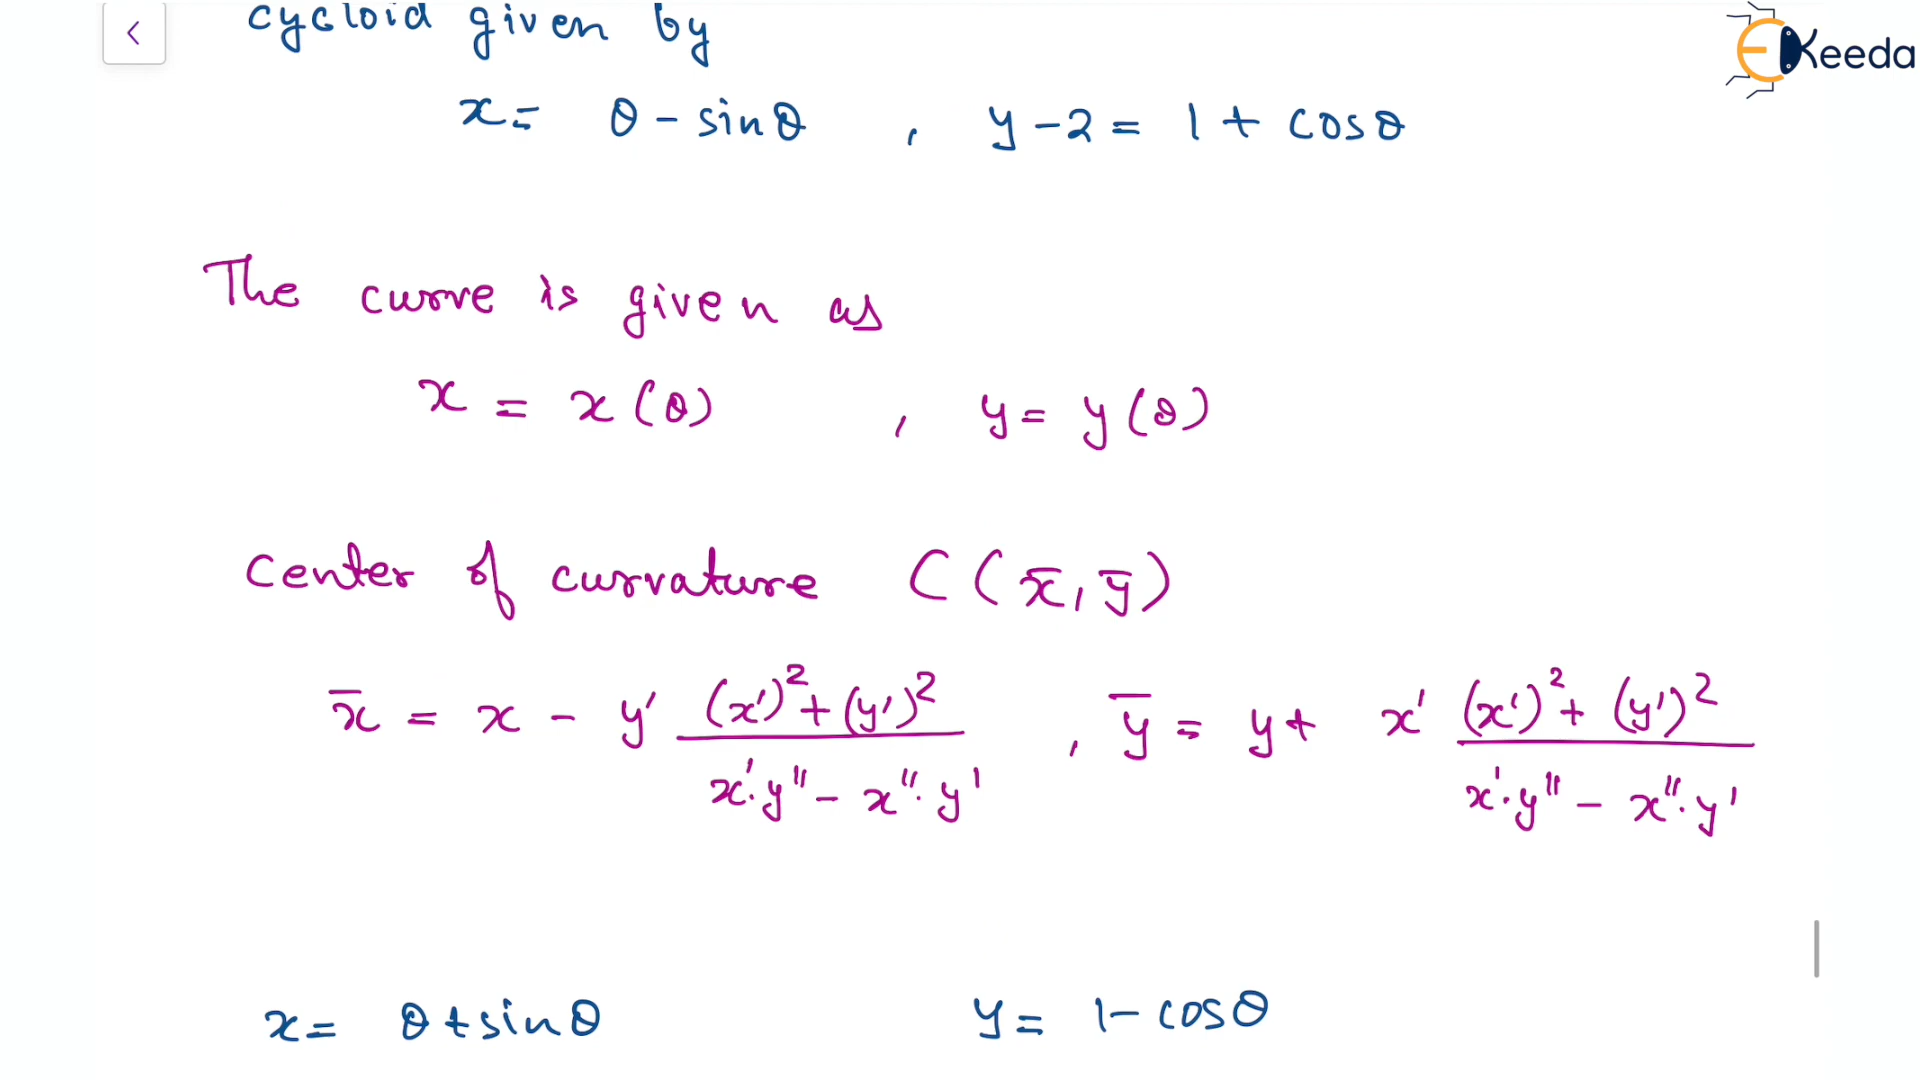 cycloid given by
EKeeda
x = θ - sinθ , y - 2 = 1 + cosθ
The curve is given as
x = x(θ) , y = y(θ)
Center of curvature C(x̄, ȳ)
x̄ = x - y' ((x')² + (y')²)/(x'.y'' - x''.y') , ȳ = y + x' ((x')² + (y')²)/(x'.y'' - x''.y')
x = θ + sinθ y = 1 - cosθ